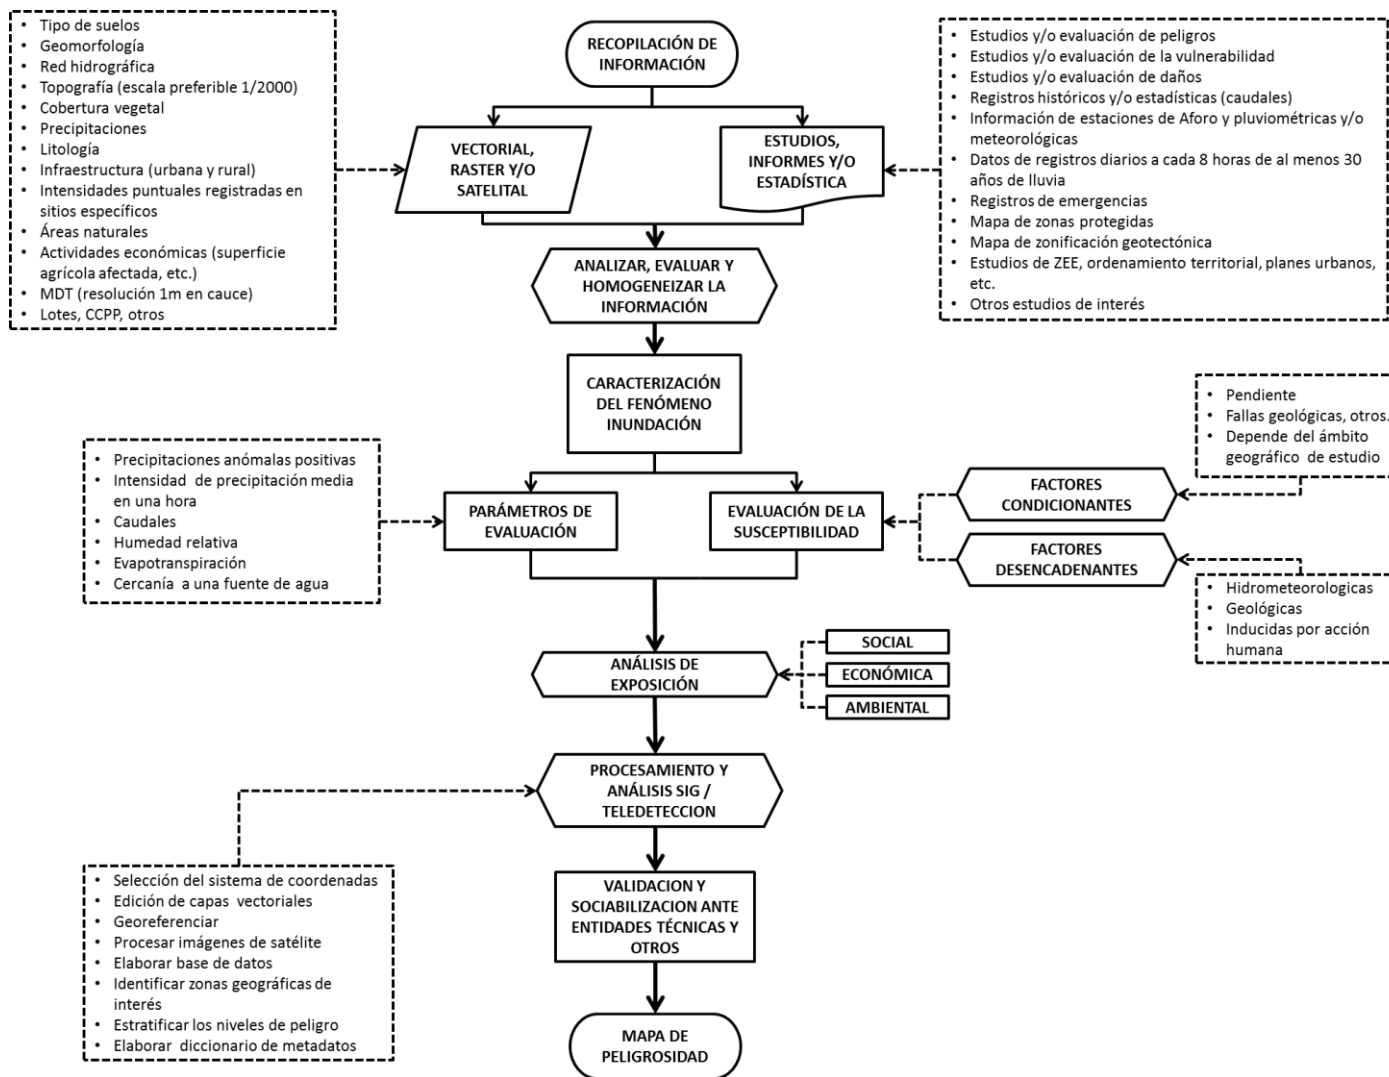 RECOPILACIÓN DE
INFORMACIÓN
• Tipo de suelos
• Geomorfología
• Red hidrográfica
• Topografía (escala preferible 1/2000)
• Cobertura vegetal
• Precipitaciones
• Litología
• Infraestructura (urbana y rural)
• Intensidades puntuales registradas en
sitios específicos
• Áreas naturales
• Actividades económicas (superficie
agrícola afectada, etc.)
• MDT (resolución 1m en cauce)
• Lotes, CCPP, otros
VECTORIAL,
RASTER Y/O
SATELITAL
ESTUDIOS,
INFORMES Y/O
ESTADÍSTICA
• Estudios y/o evaluación de peligros
• Estudios y/o evaluación de la vulnerabilidad
• Estudios y/o evaluación de daños
• Registros históricos y/o estadísticas (caudales)
• Información de estaciones de Aforo y pluviométricas y/o
meteorológicas
• Datos de registros diarios a cada 8 horas de al menos 30
años de lluvia
• Registros de emergencias
• Mapa de zonas protegidas
• Mapa de zonificación geotectónica
• Estudios de ZEE, ordenamiento territorial, planes urbanos,
etc.
• Otros estudios de interés
ANALIZAR, EVALUAR Y
HOMOGENEIZAR LA
INFORMACIÓN
CARACTERIZACIÓN
DEL FENÓMENO
INUNDACIÓN
• Precipitaciones anómalas positivas
• Intensidad de precipitación media
en una hora
• Caudales
• Humedad relativa
• Evapotranspiración
• Cercanía a una fuente de agua
PARÁMETROS DE
EVALUACIÓN
EVALUACIÓN DE LA
SUSCEPTIBILIDAD
FACTORES
CONDICIONANTES
• Pendiente
• Fallas geológicas, otros.
• Depende del ámbito
geográfico de estudio
FACTORES
DESENCADENANTES
• Hidrometeorologicas
• Geológicas
• Inducidas por acción
humana
ANÁLISIS DE
EXPOSICIÓN
SOCIAL
ECONÓMICA
AMBIENTAL
PROCESAMIENTO Y
ANÁLISIS SIG /
TELEDETECCION
• Selección del sistema de coordenadas
• Edición de capas vectoriales
• Georeferenciar
• Procesar imágenes de satélite
• Elaborar base de datos
• Identificar zonas geográficas de
interés
• Estratificar los niveles de peligro
• Elaborar diccionario de metadatos
VALIDACION Y
SOCIABILIZACION ANTE
ENTIDADES TÉCNICAS Y
OTROS
MAPA DE
PELIGROSIDAD